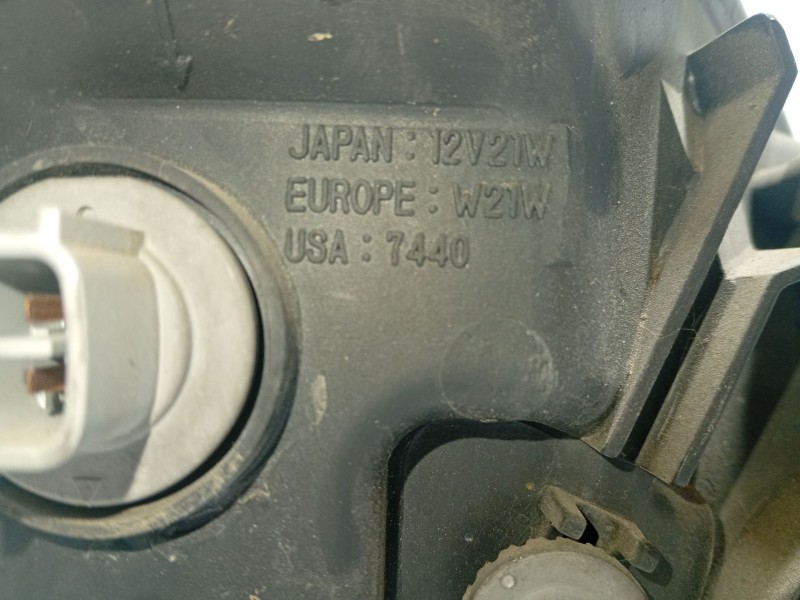 JAPAN : 12V21W
EUROPE : W21W
USA : 7440